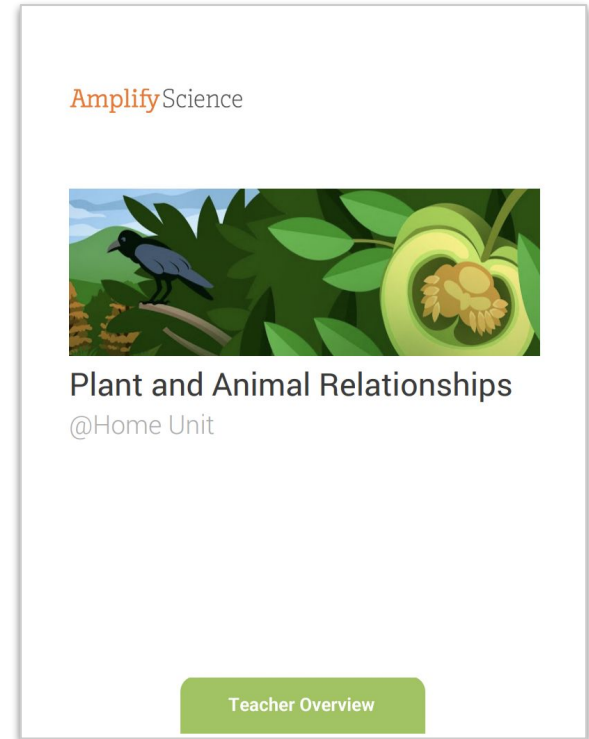 AmplifyScience
Plant and Animal Relationships
@Home Unit
Teacher Overview